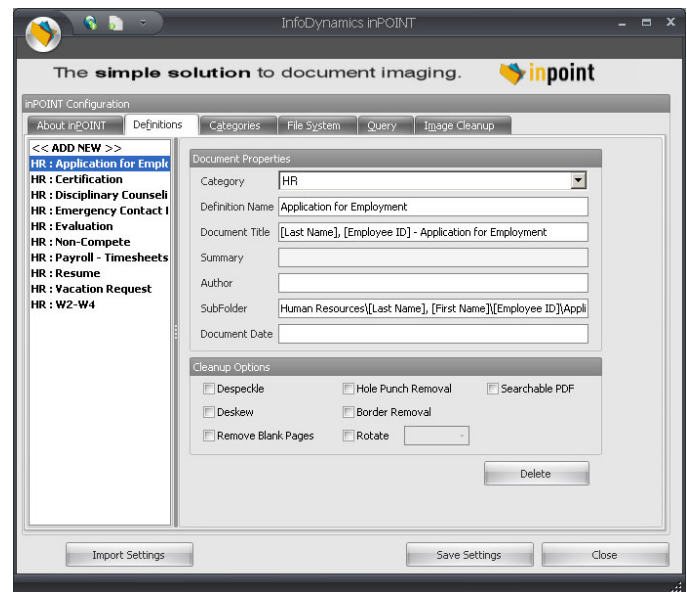 InfoDynamics inPOINT
The simple solution to document imaging.
inpoint
inPOINT Configuration
About inPOINT Definitions Categories File System Query Image Cleanup
<< ADD NEW >>
HR : Application for Emplo
HR : Certification
HR : Disciplinary Counseli
HR : Emergency Contact I
HR : Evaluation
HR : Non-Compete
HR : Payroll - Timesheets
HR : Resume
HR : Vacation Request
HR : W2-W4
Document Properties
Category HR
Definition Name Application for Employment
Document Title [Last Name], [Employee ID] - Application for Employment
Summary
Author
SubFolder Human Resources\[Last Name], [First Name]\[Employee ID]\Appli
Document Date
Cleanup Options
Despeckle Hole Punch Removal Searchable PDF
Deskew Border Removal
Remove Blank Pages Rotate
Delete
Import Settings Save Settings Close